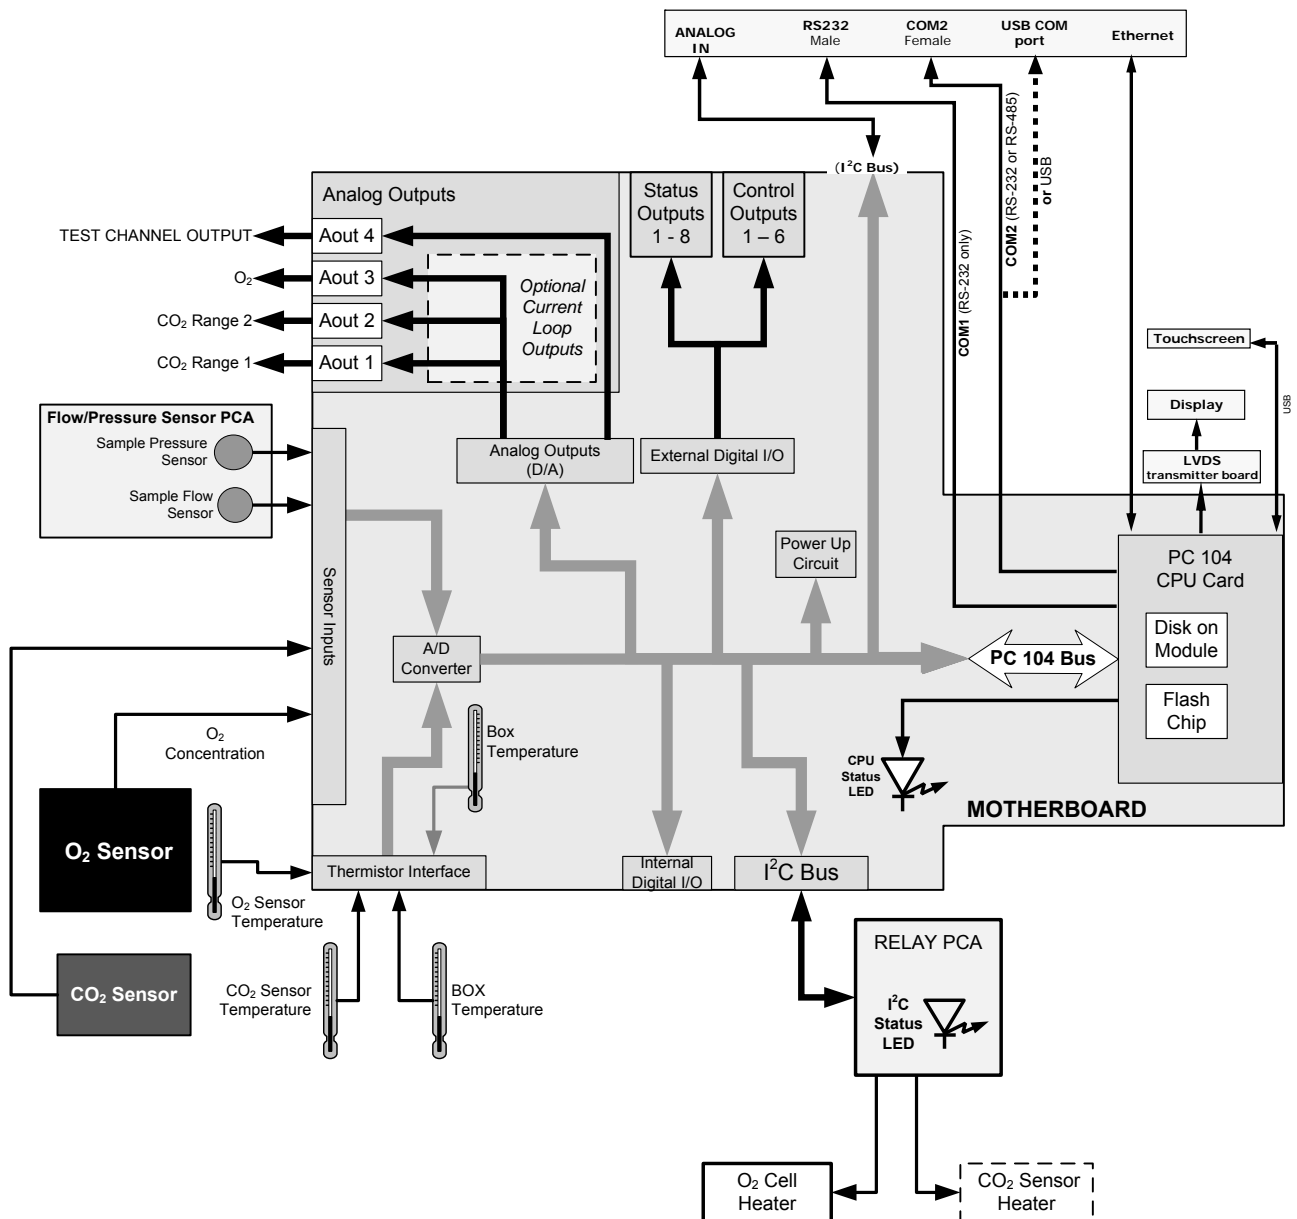 ANALOG
IN
RS232
Male
COM2
Female
USB COM
port
Ethernet
(I²C Bus)
COM1 (RS-232 only)
COM2 (RS-232 or RS-485)
or USB
Analog Outputs
Status
Outputs
1 - 8
Control
Outputs
1 – 6
TEST CHANNEL OUTPUT
Aout 4
O₂
Aout 3
CO₂ Range 2
Aout 2
CO₂ Range 1
Aout 1
Optional
Current
Loop
Outputs
Touchscreen
USB
Display
LVDS
transmitter board
Flow/Pressure Sensor PCA
Sample Pressure
Sensor
Sample Flow
Sensor
Analog Outputs
(D/A)
External Digital I/O
Power Up
Circuit
PC 104
CPU Card
Disk on
Module
Flash
Chip
Sensor Inputs
A/D
Converter
PC 104 Bus
Box
Temperature
O₂
Concentration
CPU
Status
LED
MOTHERBOARD
O₂ Sensor
Thermistor Interface
Internal
Digital I/O
I²C Bus
O₂ Sensor
Temperature
CO₂ Sensor
CO₂ Sensor
Temperature
BOX
Temperature
RELAY PCA
I²C
Status
LED
O₂ Cell
Heater
CO₂ Sensor
Heater